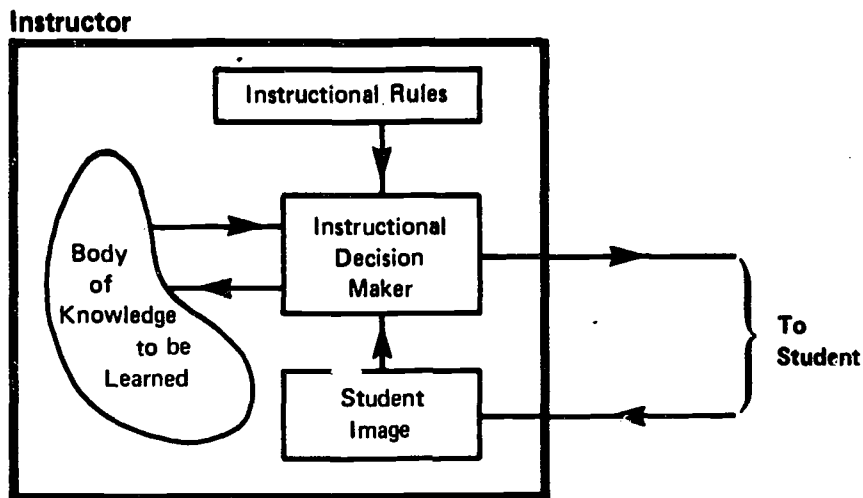 Instructor
Instructional Rules
Instructional
Decision
Maker
Body
of
Knowledge
to be
Learned
Student
Image
To
Student